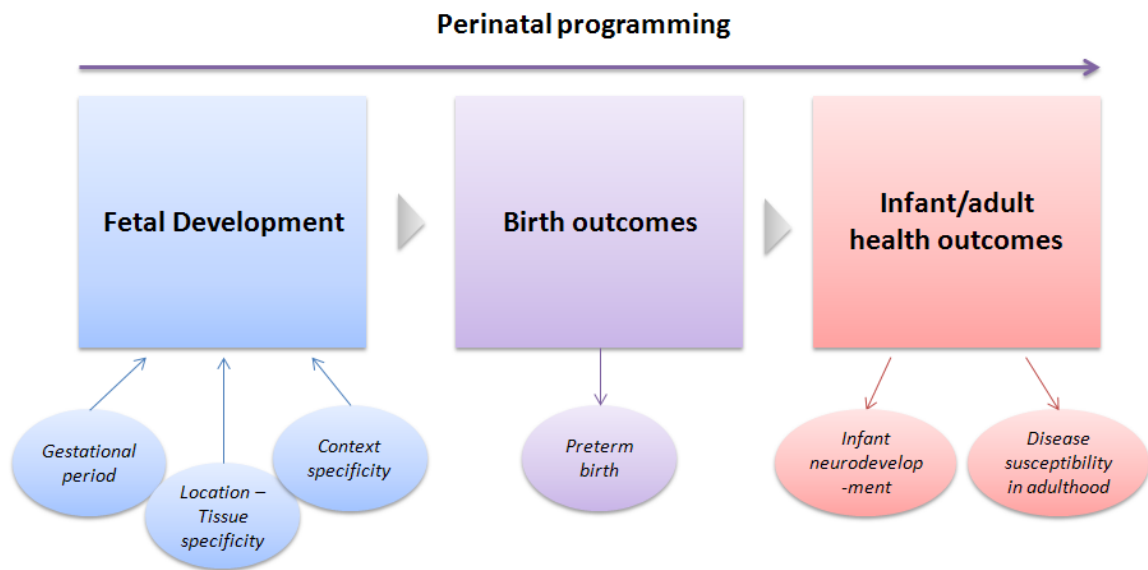 Perinatal programming
Fetal Development
Birth outcomes
Infant/adult
health outcomes
Gestational
period
Location –
Tissue
specificity
Context
specificity
Preterm
birth
Infant
neurodevelop
-ment
Disease
susceptibility
in adulthood